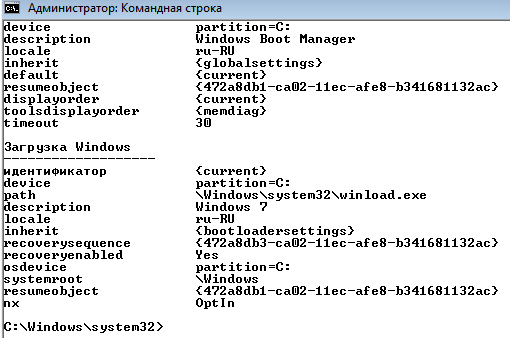 Администратор: Командная строка
device partition=C:
description Windows Boot Manager
locale ru-RU
inherit {globalsettings}
default {current}
resumeobject {472a8db1-ca02-11ec-afe8-b341681132ac}
displayorder {current}
toolsdisplayorder {memdiag}
timeout 30
Загрузка Windows
-------------------
идентификатор {current}
device partition=C:
path \Windows\system32\winload.exe
description Windows 7
locale ru-RU
inherit {bootloadersettings}
recoverysequence {472a8db3-ca02-11ec-afe8-b341681132ac}
recoveryenabled Yes
osdevice partition=C:
systemroot \Windows
resumeobject {472a8db1-ca02-11ec-afe8-b341681132ac}
nx OptIn
C:\Windows\system32>